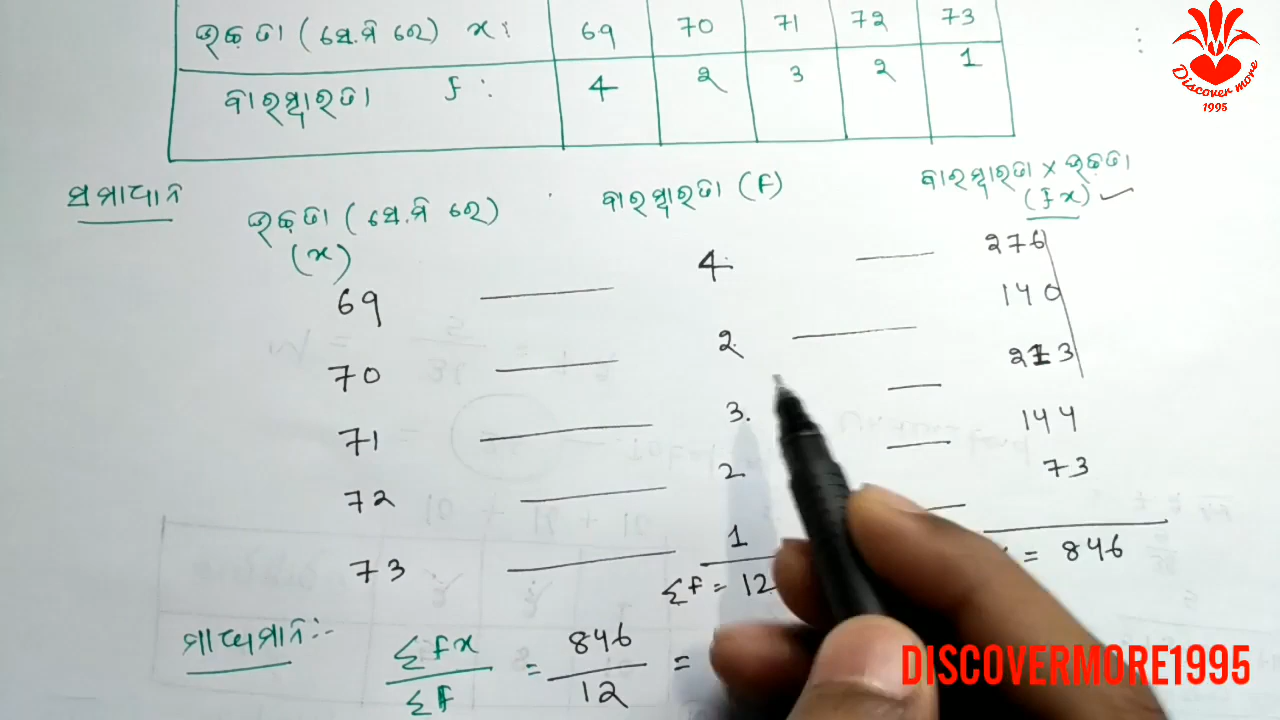 ଉଚ୍ଚତା (ସେ.ମି ରେ) x : 69 70 71 72 73
ବାରମ୍ବାରତା f : 4 2 3 2 1
Discover more
1995
ସମାଧାନ
ଉଚ୍ଚତା (ସେ.ମି ରେ) ବାରମ୍ବାରତା (f) ବାରମ୍ବାରତା x ଉଚ୍ଚତା
(x) (fx) ✓
69 4 276
70 2 140
71 3. 213
72 2 144
73 1 73
Σf = 12 = 846
ମାଧ୍ୟମାନ:-
Σfx / Σf = 846 / 12 =
DISCOVERMORE1995